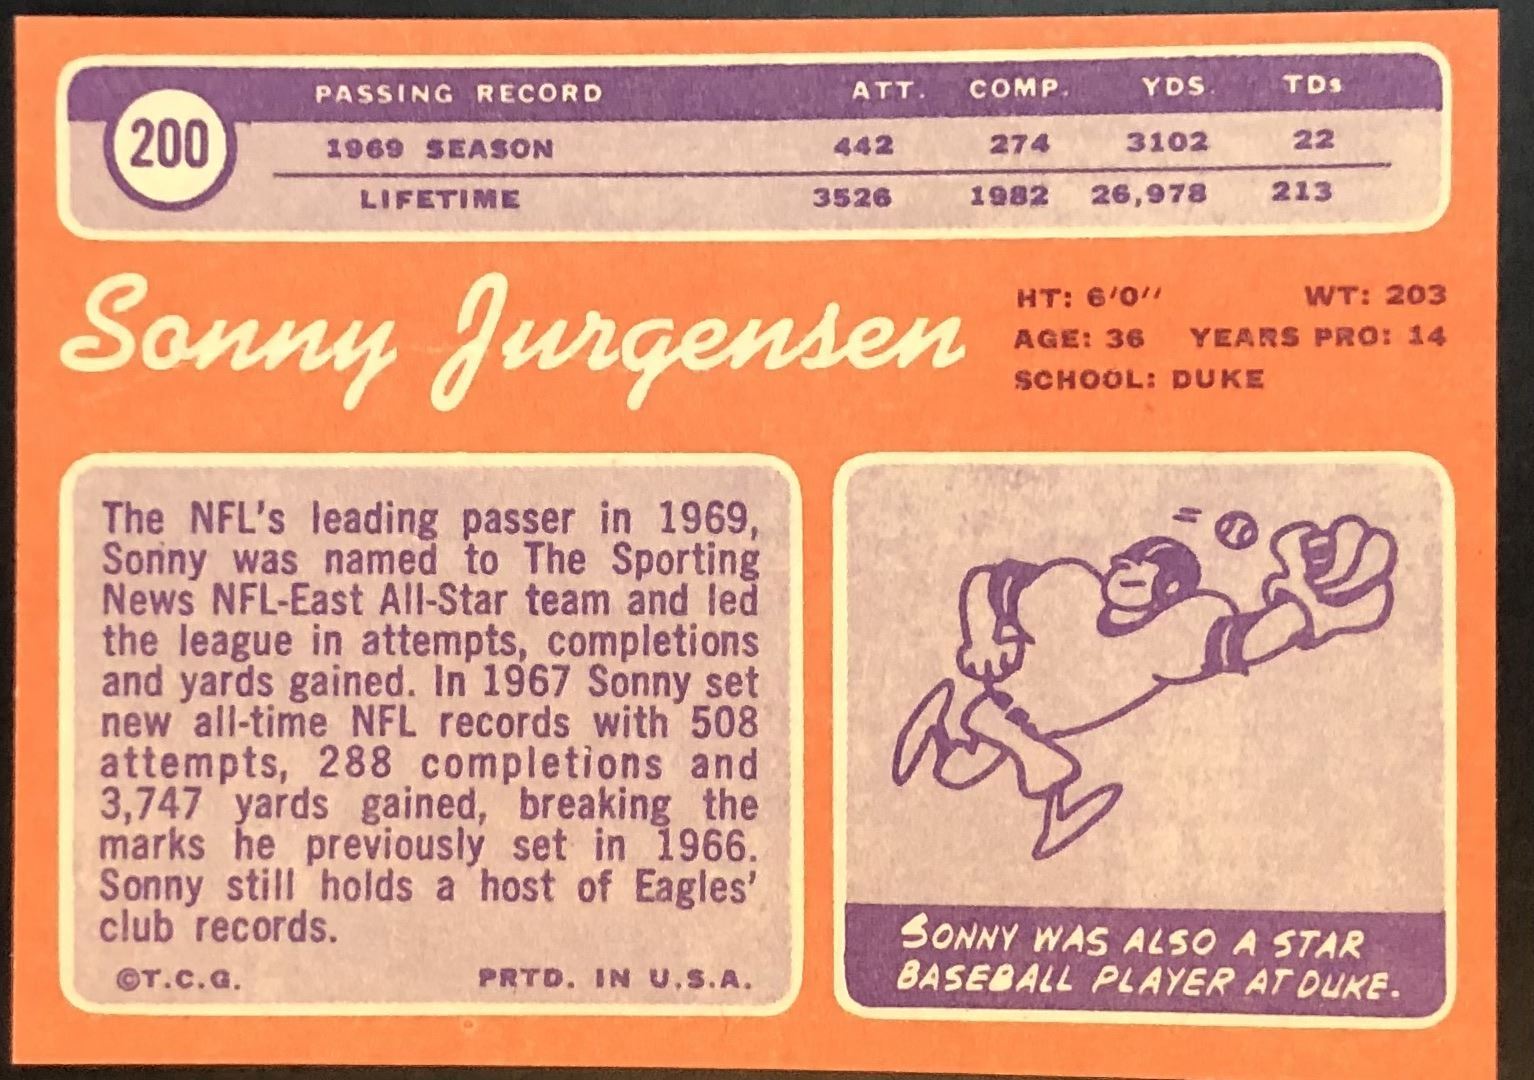 200
PASSING RECORD ATT. COMP. YDS. TDs
1969 SEASON 442 274 3102 22
LIFETIME 3526 1982 26,978 213
Sonny Jurgensen
HT: 6'0'' WT: 203
AGE: 36 YEARS PRO: 14
SCHOOL: DUKE
The NFL's leading passer in 1969,
Sonny was named to The Sporting
News NFL-East All-Star team and led
the league in attempts, completions
and yards gained. In 1967 Sonny set
new all-time NFL records with 508
attempts, 288 completions and
3,747 yards gained, breaking the
marks he previously set in 1966.
Sonny still holds a host of Eagles'
club records.
©T.C.G. PRTD. IN U.S.A.
SONNY WAS ALSO A STAR
BASEBALL PLAYER AT DUKE.